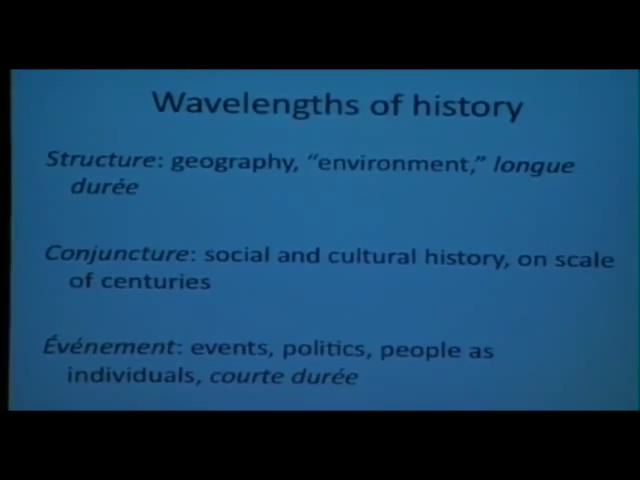 Wavelengths of history
Structure: geography, “environment,” longue
durée
Conjuncture: social and cultural history, on scale
of centuries
Événement: events, politics, people as
individuals, courte durée